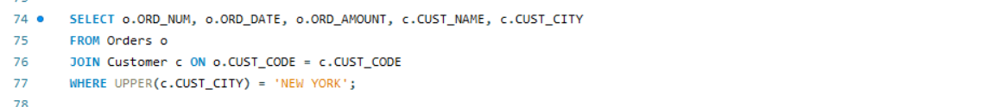 74 SELECT o.ORD_NUM, o.ORD_DATE, o.ORD_AMOUNT, c.CUST_NAME, c.CUST_CITY
75 FROM Orders o
76 JOIN Customer c ON o.CUST_CODE = c.CUST_CODE
77 WHERE UPPER(c.CUST_CITY) = 'NEW YORK';
78